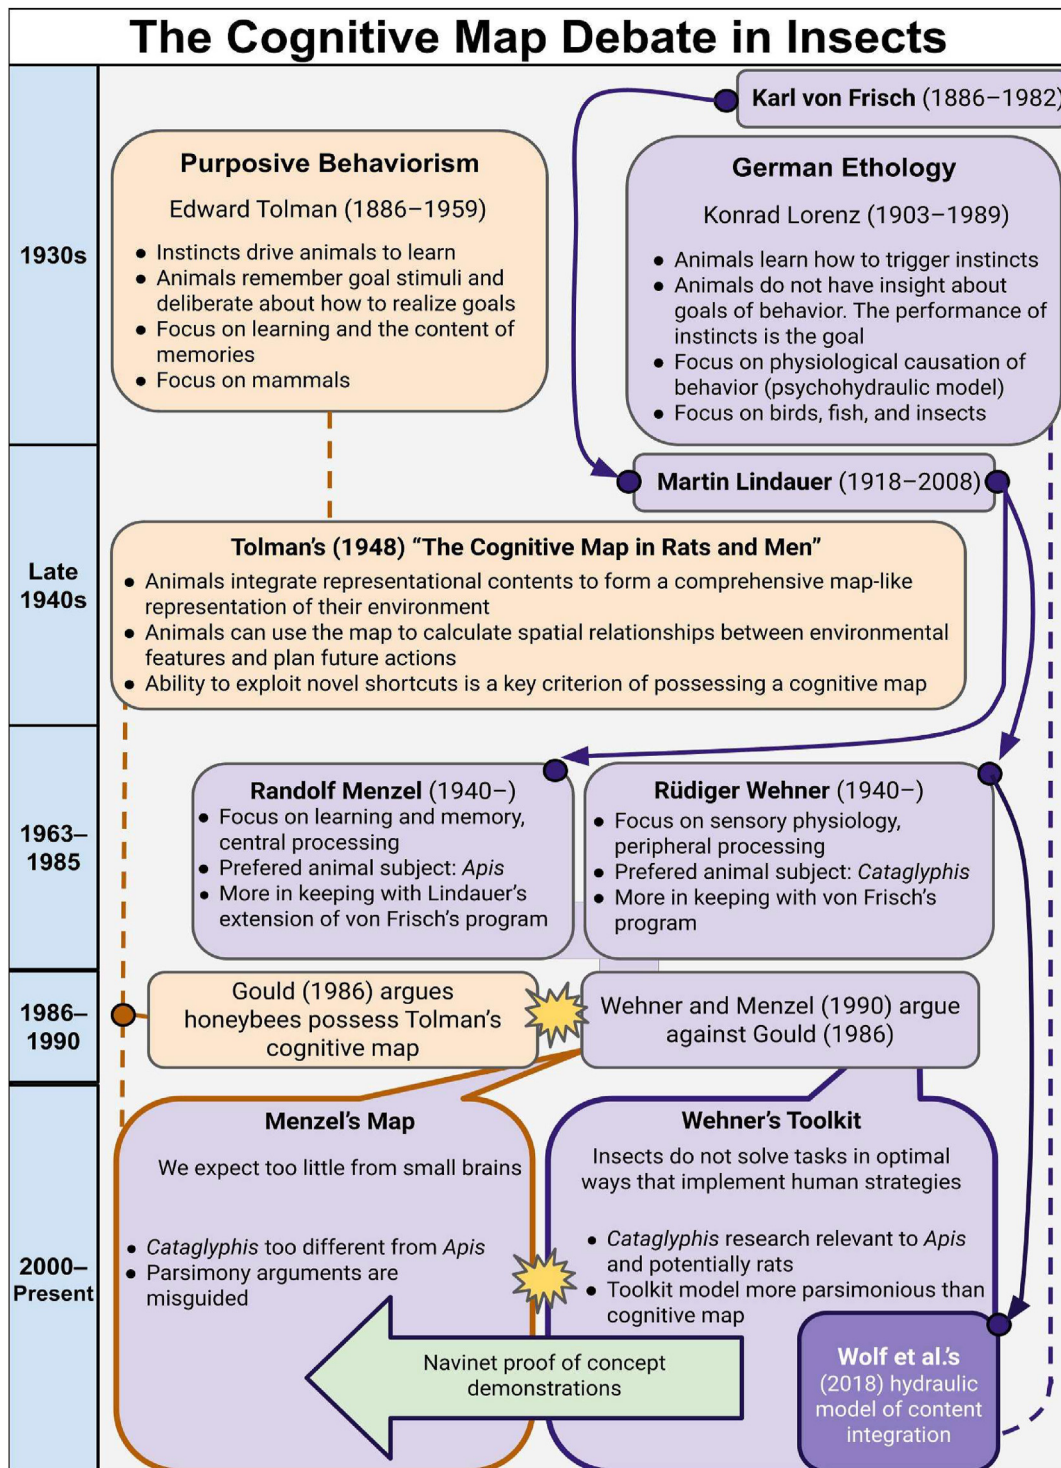 The Cognitive Map Debate in Insects
1930s
Karl von Frisch (1886–1982)
Purposive Behaviorism
Edward Tolman (1886–1959)
● Instincts drive animals to learn
● Animals remember goal stimuli and
deliberate about how to realize goals
● Focus on learning and the content of
memories
● Focus on mammals
German Ethology
Konrad Lorenz (1903–1989)
● Animals learn how to trigger instincts
● Animals do not have insight about
goals of behavior. The performance of
instincts is the goal
● Focus on physiological causation of
behavior (psychohydraulic model)
● Focus on birds, fish, and insects
Late
1940s
Martin Lindauer (1918–2008)
Tolman's (1948) “The Cognitive Map in Rats and Men”
● Animals integrate representational contents to form a comprehensive map-like
representation of their environment
● Animals can use the map to calculate spatial relationships between environmental
features and plan future actions
● Ability to exploit novel shortcuts is a key criterion of possessing a cognitive map
1963–
1985
Randolf Menzel (1940–)
● Focus on learning and memory,
central processing
● Prefered animal subject: Apis
● More in keeping with Lindauer's
extension of von Frisch's program
Rüdiger Wehner (1940–)
● Focus on sensory physiology,
peripheral processing
● Prefered animal subject: Cataglyphis
● More in keeping with von Frisch's
program
1986–
1990
Gould (1986) argues
honeybees possess Tolman's
cognitive map
Wehner and Menzel (1990) argue
against Gould (1986)
2000–
Present
Menzel's Map
We expect too little from small brains
● Cataglyphis too different from Apis
● Parsimony arguments are
misguided
Wehner's Toolkit
Insects do not solve tasks in optimal
ways that implement human strategies
● Cataglyphis research relevant to Apis
and potentially rats
● Toolkit model more parsimonious than
cognitive map
Navinet proof of concept
demonstrations
Wolf et al.'s
(2018) hydraulic
model of content
integration